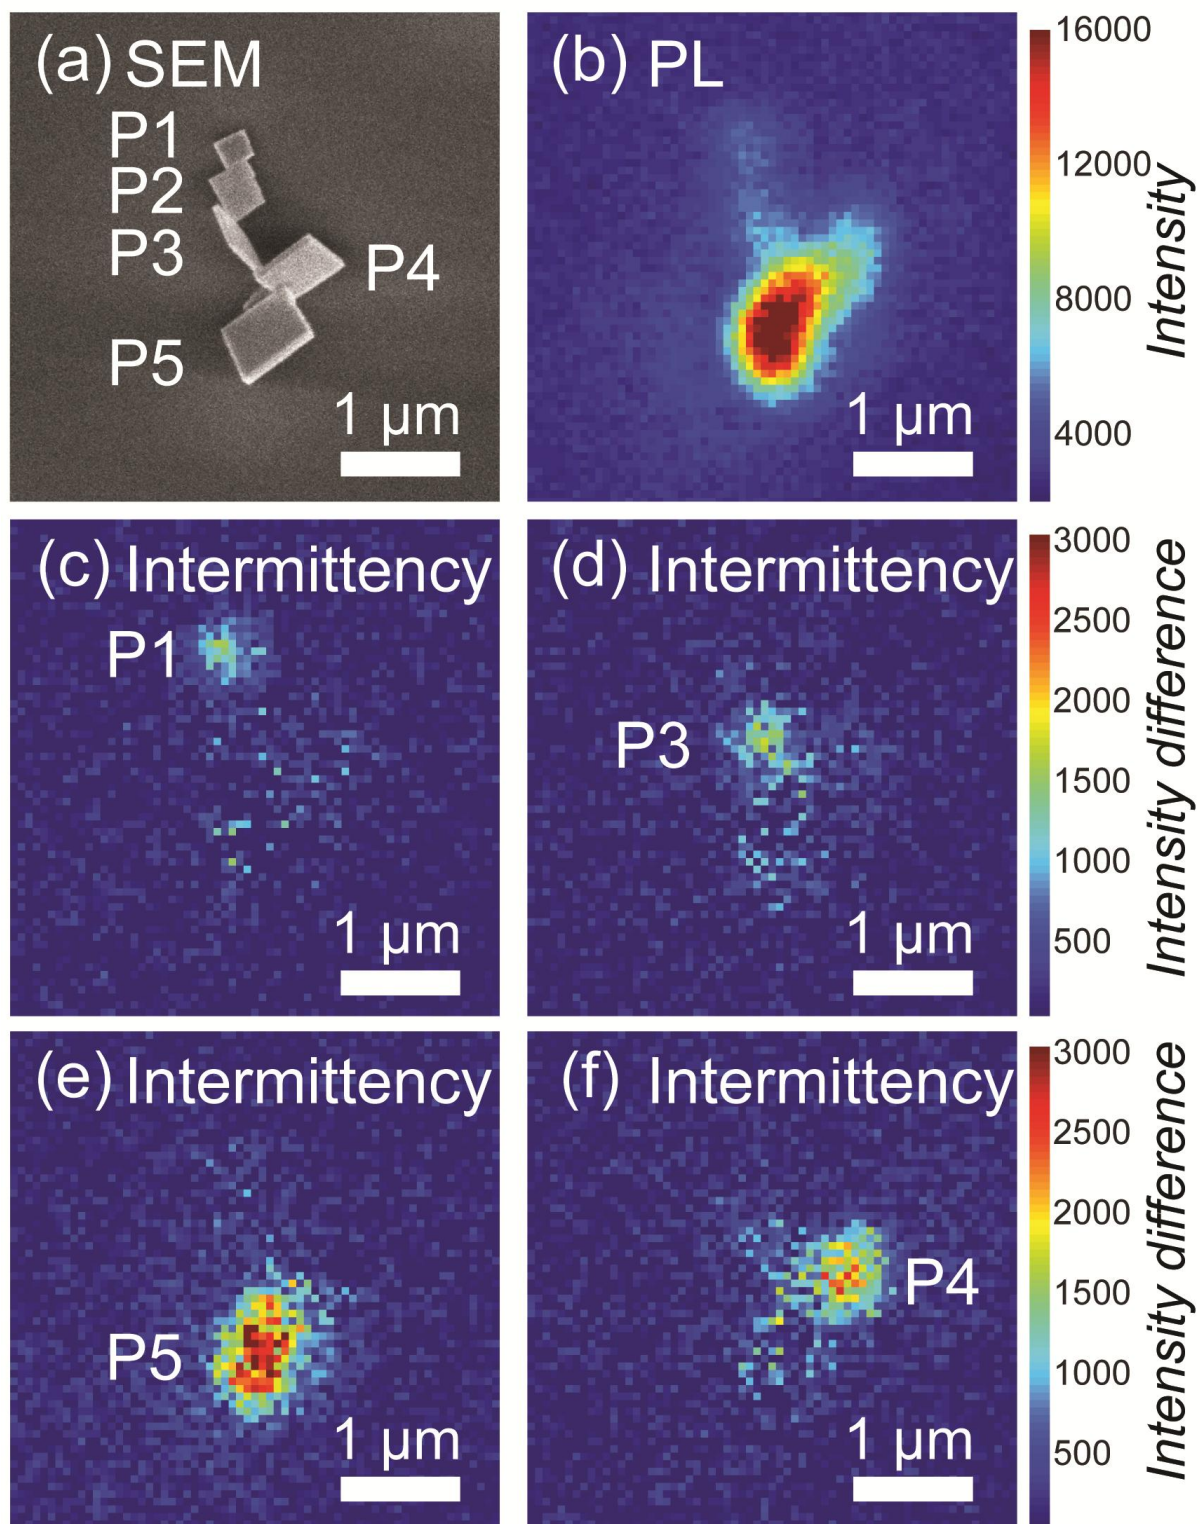 (a) SEM
P1
P2
P3
P4
P5
1 µm
(b) PL
1 µm
16000
12000
8000
4000
Intensity
(c) Intermittency
P1
1 µm
(d) Intermittency
P3
1 µm
3000
2500
2000
1500
1000
500
Intensity difference
(e) Intermittency
P5
1 µm
(f) Intermittency
P4
1 µm
3000
2500
2000
1500
1000
500
Intensity difference